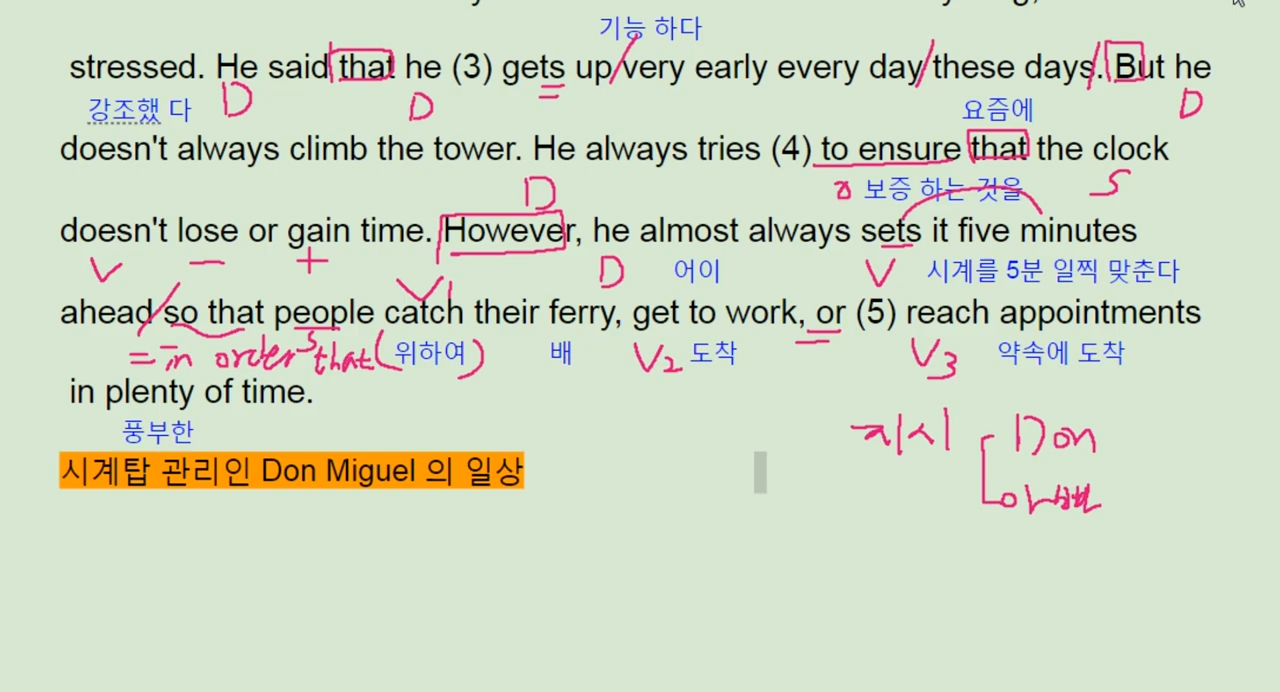 기능 하다
stressed. He said that he (3) gets up very early every day these days. But he
강조했 다 D D 요즘에 D
doesn't always climb the tower. He always tries (4) to ensure that the clock
D 보증 하는 것을 S
doesn't lose or gain time. However, he almost always sets it five minutes
V − + D 어이 V 시계를 5분 일찍 맞춘다
V1
ahead so that people catch their ferry, get to work, or (5) reach appointments
= in order S that (위하여) 배 V2 도착 V3 약속에 도착
in plenty of time.
풍부한
지시 Don
시계탑 관리인 Don Miguel 의 일상